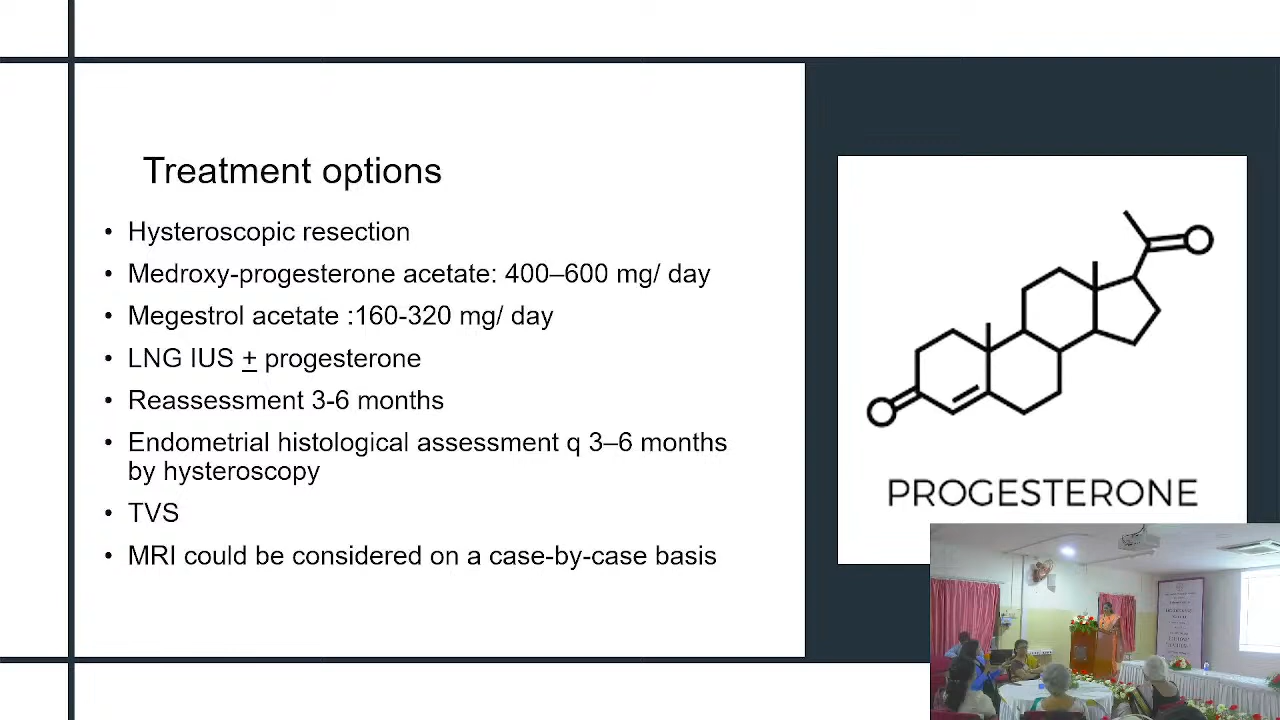 Treatment options
• Hysteroscopic resection
• Medroxy-progesterone acetate: 400–600 mg/ day
• Megestrol acetate :160-320 mg/ day
• LNG IUS ± progesterone
• Reassessment 3-6 months
• Endometrial histological assessment q 3–6 months
by hysteroscopy
• TVS
• MRI could be considered on a case-by-case basis
O
O
PROGESTERONE